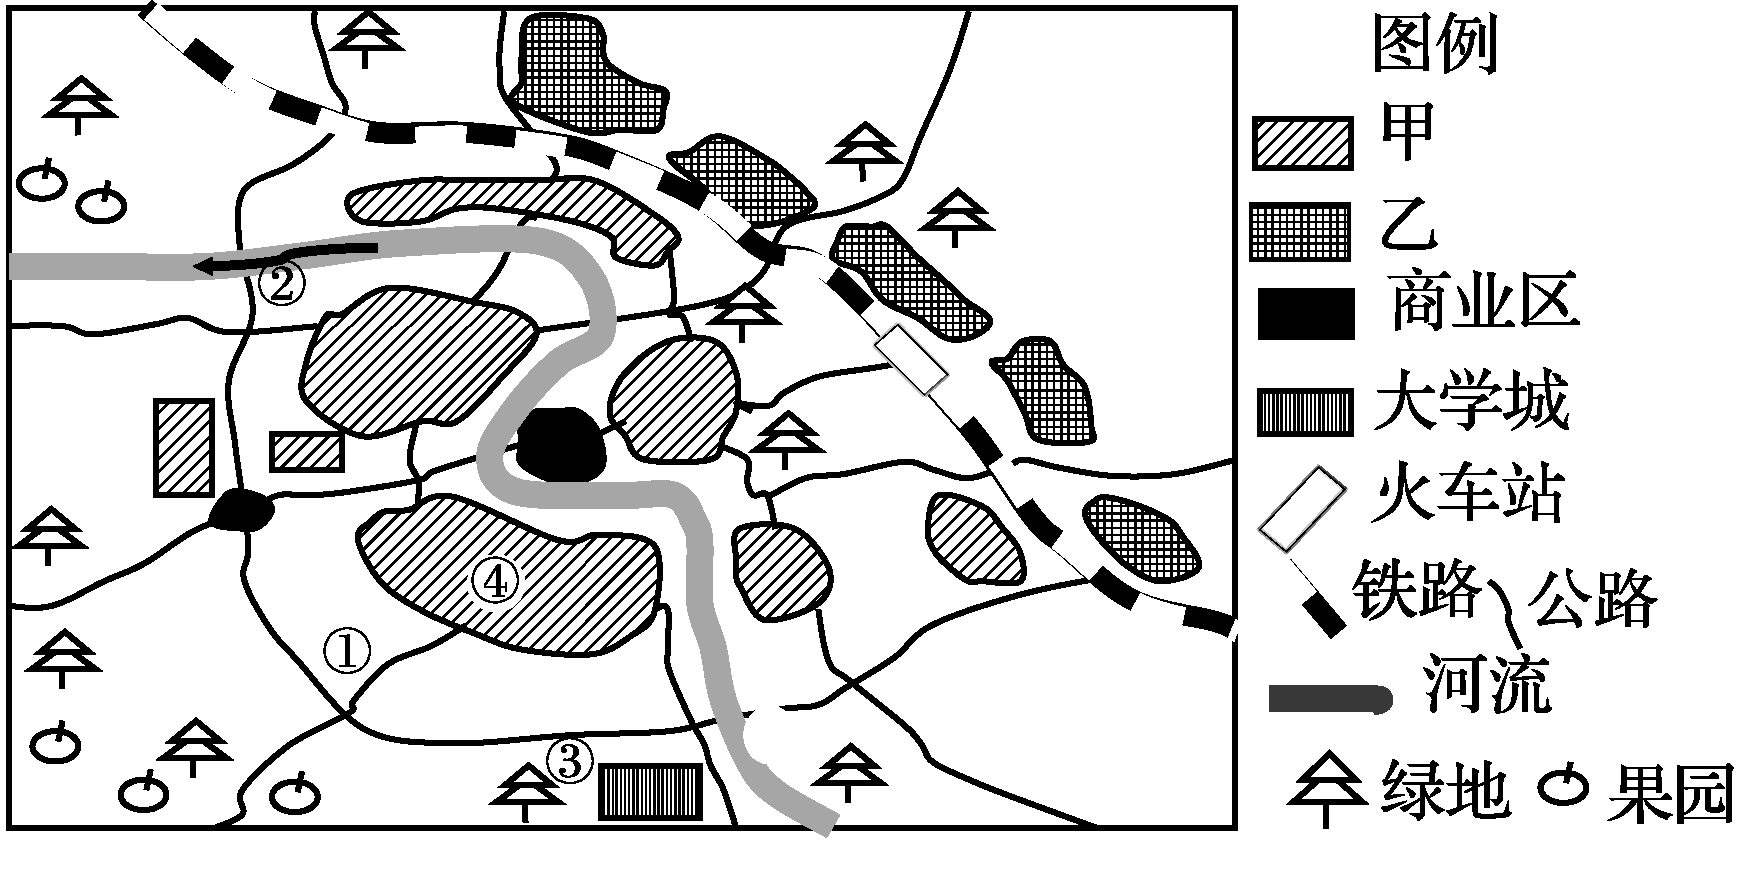 图例
甲
乙
商业区
大学城
火车站
铁路 公路
河流
绿地 果园
②
④
①
③